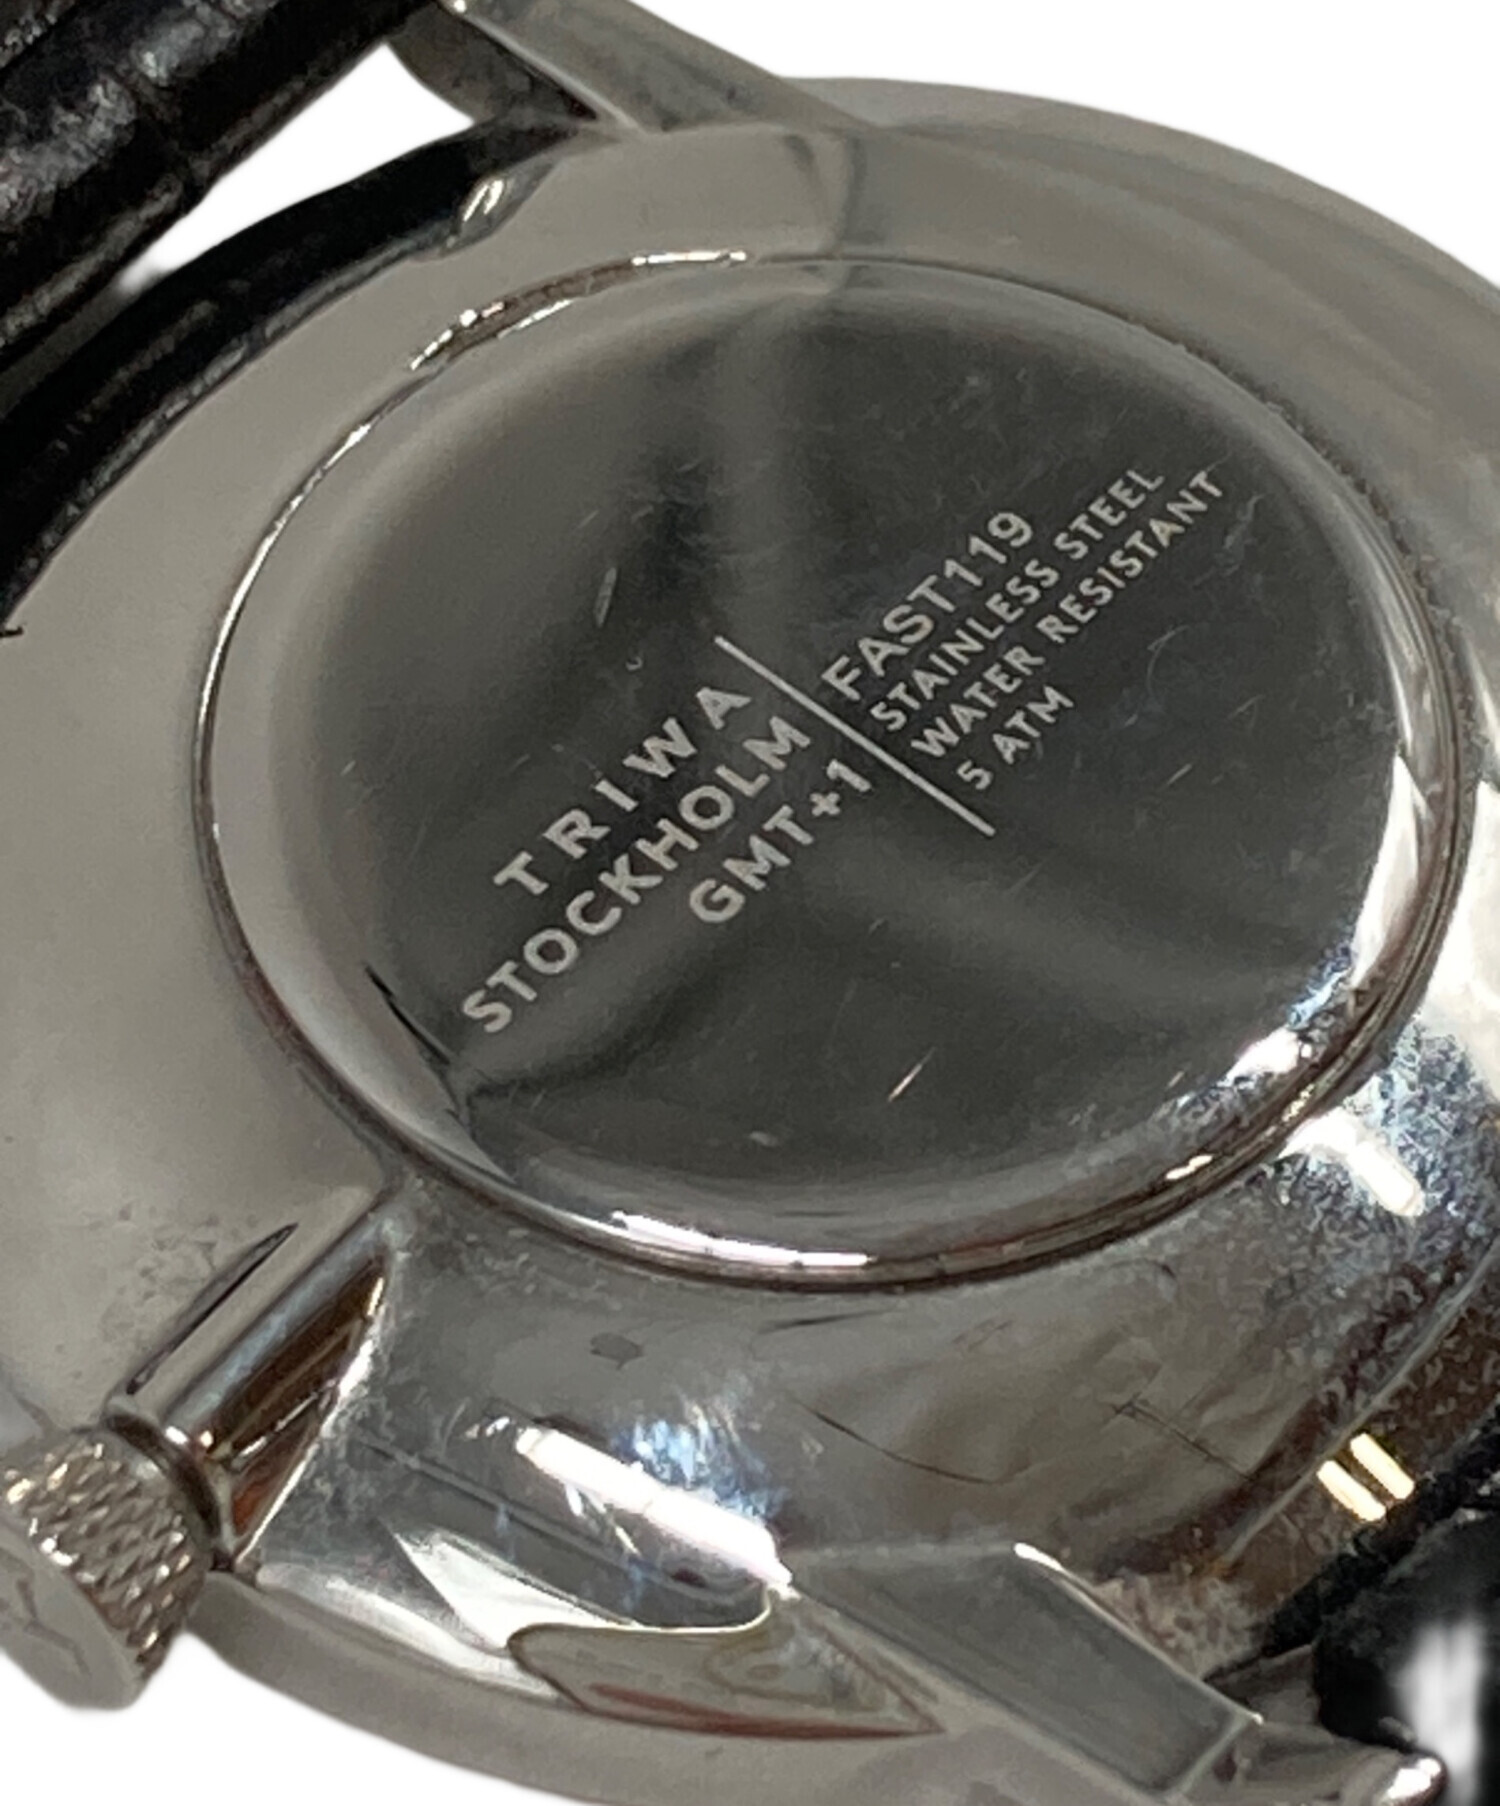 TRIWA
STOCKHOLM
GMT+1
FAST119
STAINLESS STEEL
WATER RESISTANT
5 ATM